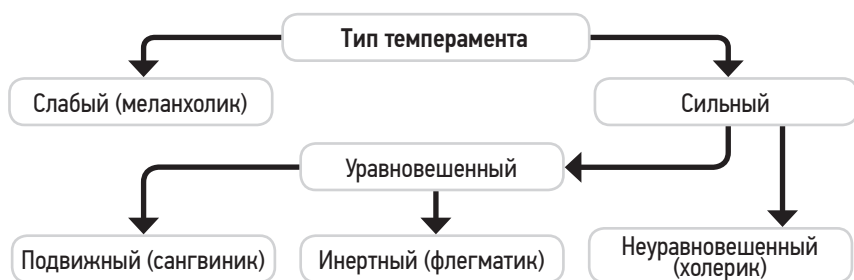 Тип темперамента
Слабый (меланхолик)
Сильный
Уравновешенный
Подвижный (сангвиник)
Инертный (флегматик)
Неуравновешенный
(холерик)